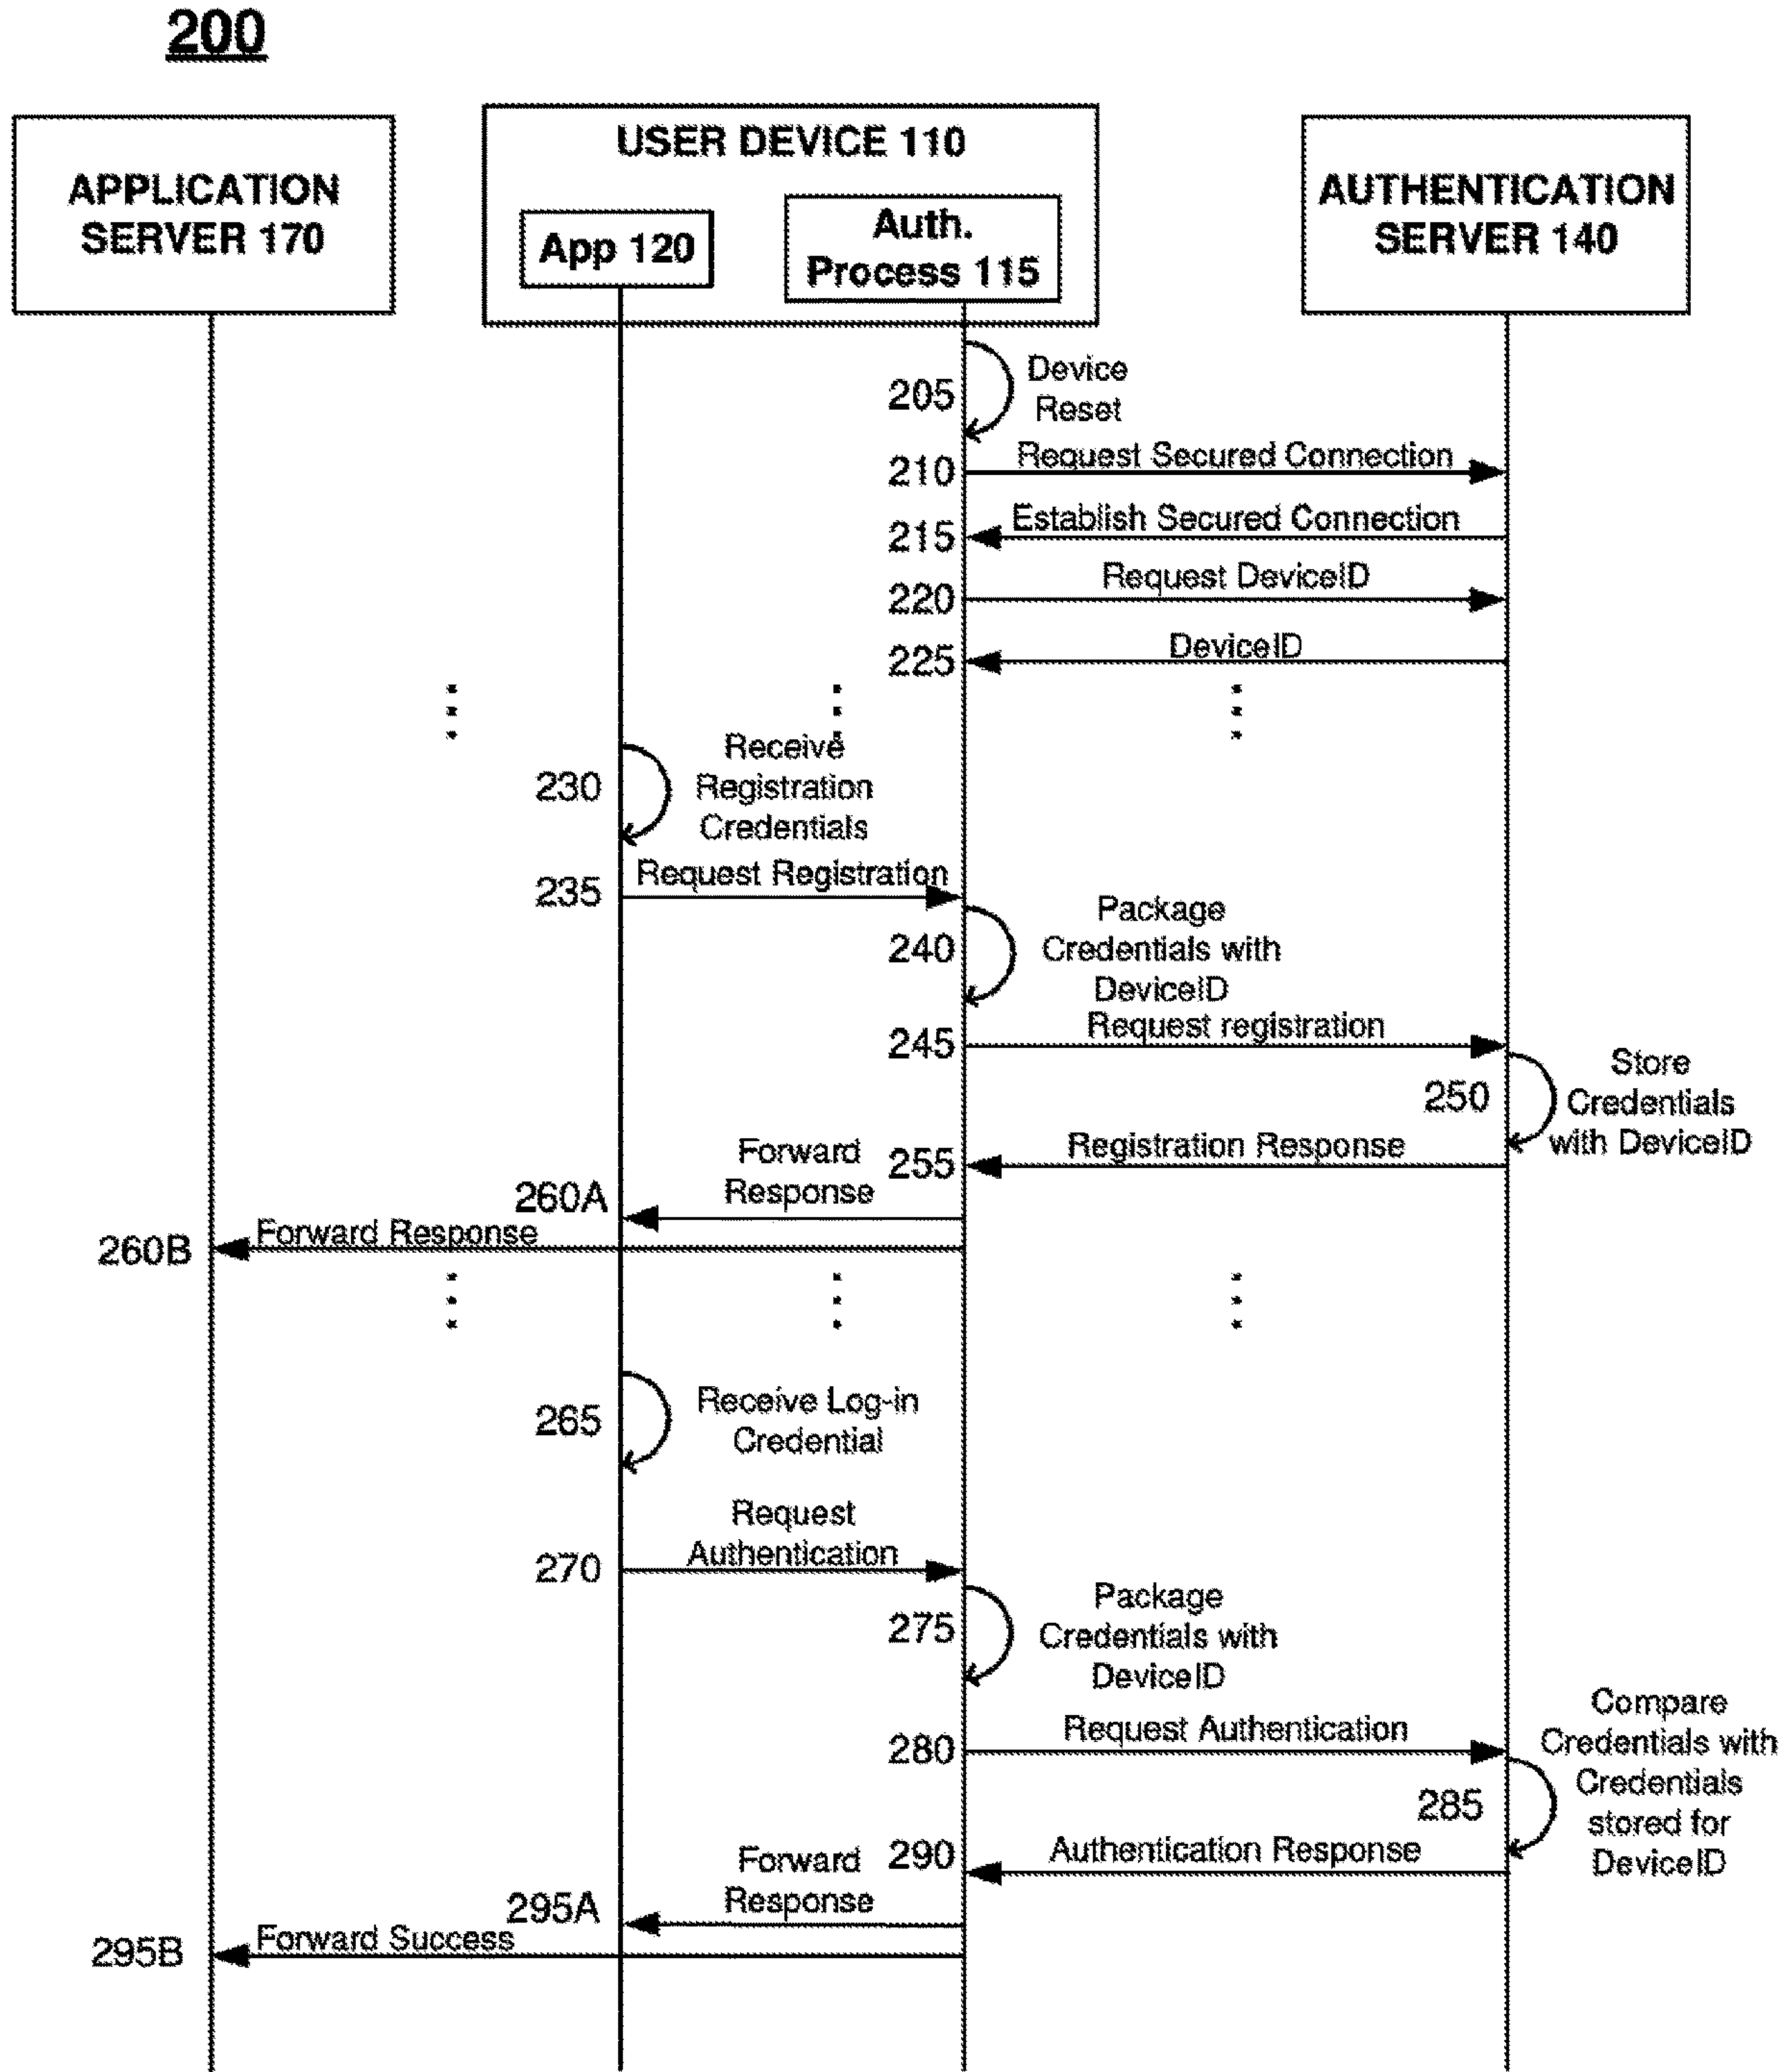 200
APPLICATION
SERVER 170
USER DEVICE 110
App 120
Auth.
Process 115
AUTHENTICATION
SERVER 140
205
Device
Reset
210
Request Secured Connection
215
Establish Secured Connection
220
Request DeviceID
225
DeviceID
230
Receive
Registration
Credentials
235
Request Registration
240
Package
Credentials with
DeviceID
245
Request registration
250
Store
Credentials
with DeviceID
255
Registration Response
260A
Forward
Response
260B
Forward Response
265
Receive Log-in
Credential
270
Request
Authentication
275
Package
Credentials with
DeviceID
280
Request Authentication
285
Compare
Credentials with
Credentials
stored for
DeviceID
290
Authentication Response
295A
Forward
Response
295B
Forward Success